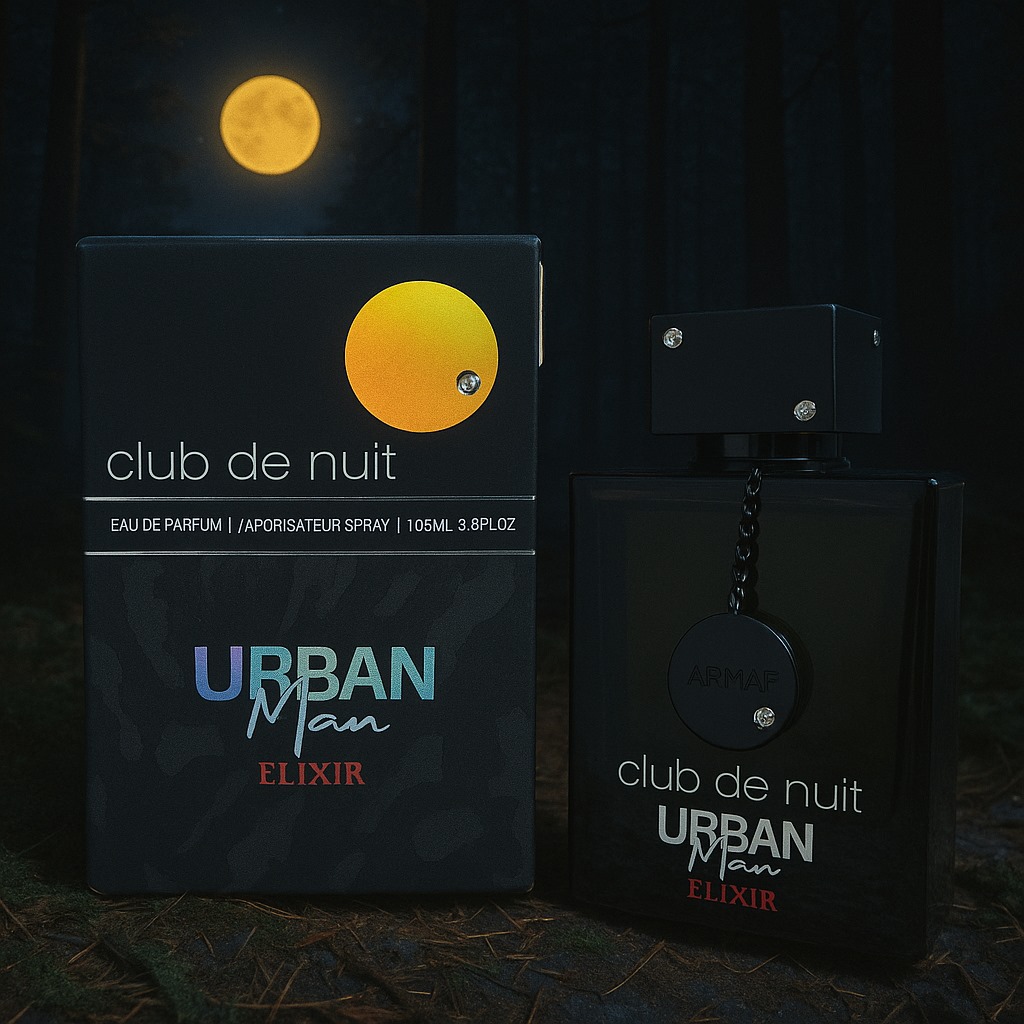 club de nuit
EAU DE PARFUM | /APORISATEUR SPRAY | 105ML 3.8PLOZ
URBAN
Man
ELIXIR
ARMAF
club de nuit
URBAN
Man
ELIXIR